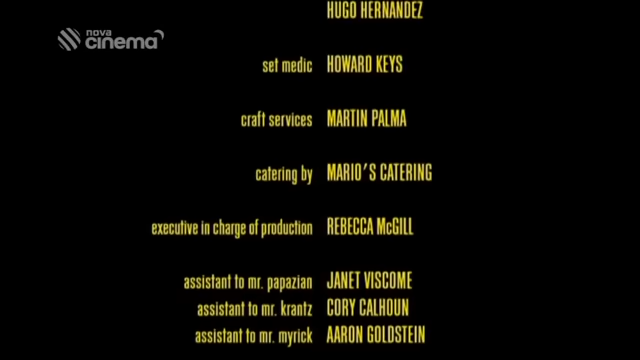 HUGO HERNANDEZ
nova
cinema
set medic HOWARD KEYS
craft services MARTIN PALMA
catering by MARIO'S CATERING
executive in charge of production REBECCA McGILL
assistant to mr. papazian JANET VISCOME
assistant to mr. krantz CORY CALHOUN
assistant to mr. myrick AARON GOLDSTEIN